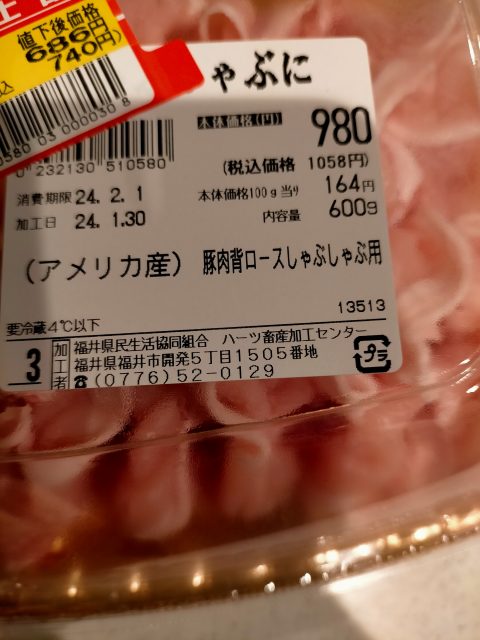 値下後価格
686円
740円)
380 03 000030 8
ゃぶに
本体価格(円) 980
0 232130 510580
(税込価格 1058円)
消費期限 24.2.1
本体価格100g当り 164円
加工日 24.1.30
内容量 600g
(アメリカ産) 豚肉背ロースしゃぶしゃぶ用
13513
要冷蔵4℃以下
3 加工者 福井県民生活協同組合 ハーツ畜産加工センター
福井県福井市開発5丁目1505番地
☎(0776)52-0129
プラ